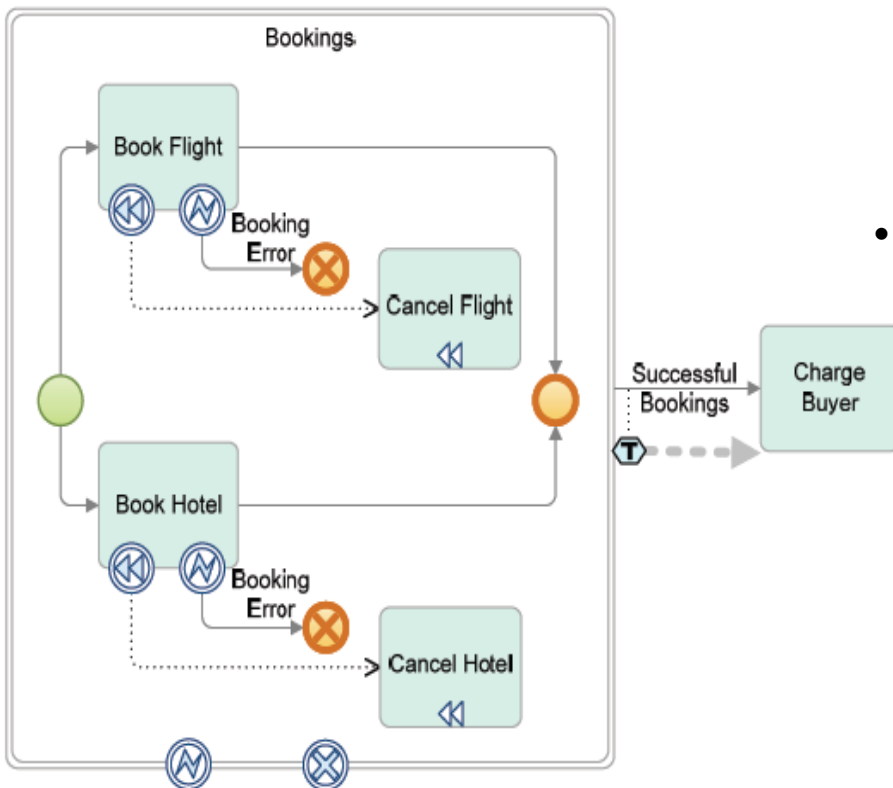 Bookings
Book Flight
Booking
Error
Cancel Flight
Successful
Bookings
Charge
Buyer
T
Book Hotel
Booking
Error
Cancel Hotel